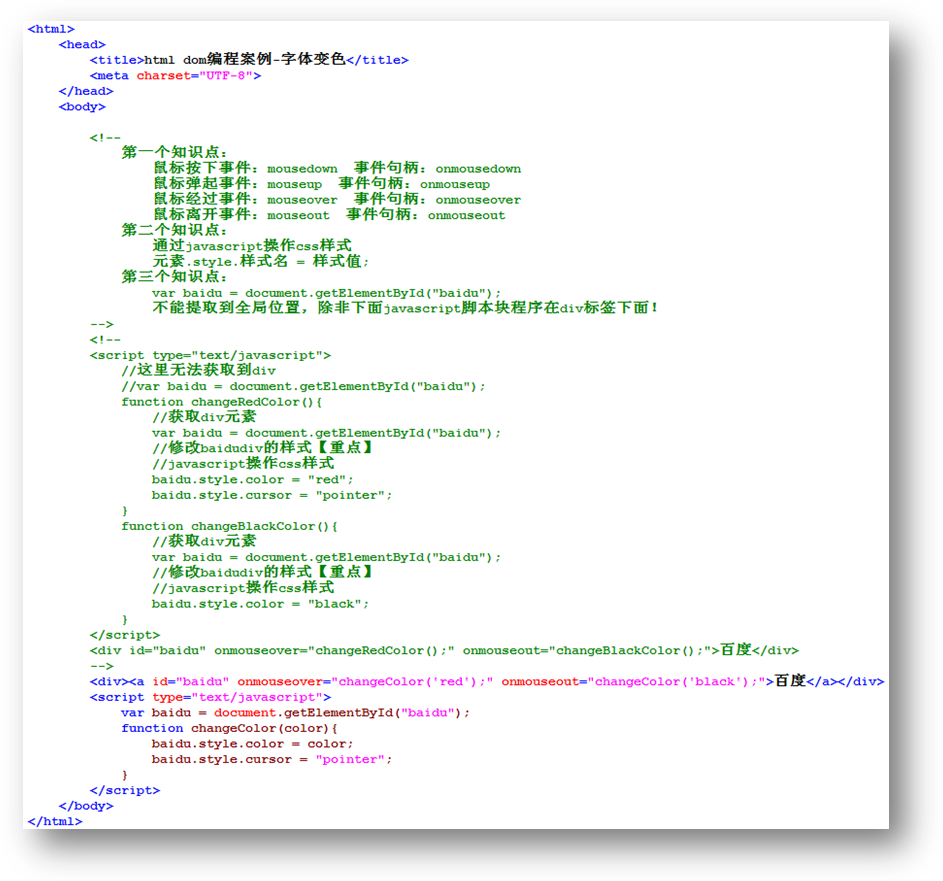 <html>
<head>
<title>html dom编程案例-字体变色</title>
<meta charset="UTF-8">
</head>
<body>
<!--
第一个知识点：
鼠标按下事件：mousedown 事件句柄：onmousedown
鼠标弹起事件：mouseup 事件句柄：onmouseup
鼠标经过事件：mouseover 事件句柄：onmouseover
鼠标离开事件：mouseout 事件句柄：onmouseout
第二个知识点：
通过javascript操作css样式
元素.style.样式名 = 样式值;
第三个知识点：
var baidu = document.getElementById("baidu");
不能提取到全局位置，除非下面javascript脚本块程序在div标签下面！
-->
<!--
<script type="text/javascript">
//这里无法获取到div
//var baidu = document.getElementById("baidu");
function changeRedColor(){
//获取div元素
var baidu = document.getElementById("baidu");
//修改baidudiv的样式【重点】
//javascript操作css样式
baidu.style.color = "red";
baidu.style.cursor = "pointer";
}
function changeBlackColor(){
//获取div元素
var baidu = document.getElementById("baidu");
//修改baidudiv的样式【重点】
//javascript操作css样式
baidu.style.color = "black";
}
</script>
<div id="baidu" onmouseover="changeRedColor();" onmouseout="changeBlackColor();">百度</div>
-->
<div><a id="baidu" onmouseover="changeColor('red');" onmouseout="changeColor('black');">百度</a></div>
<script type="text/javascript">
var baidu = document.getElementById("baidu");
function changeColor(color){
baidu.style.color = color;
baidu.style.cursor = "pointer";
}
</script>
</body>
</html>